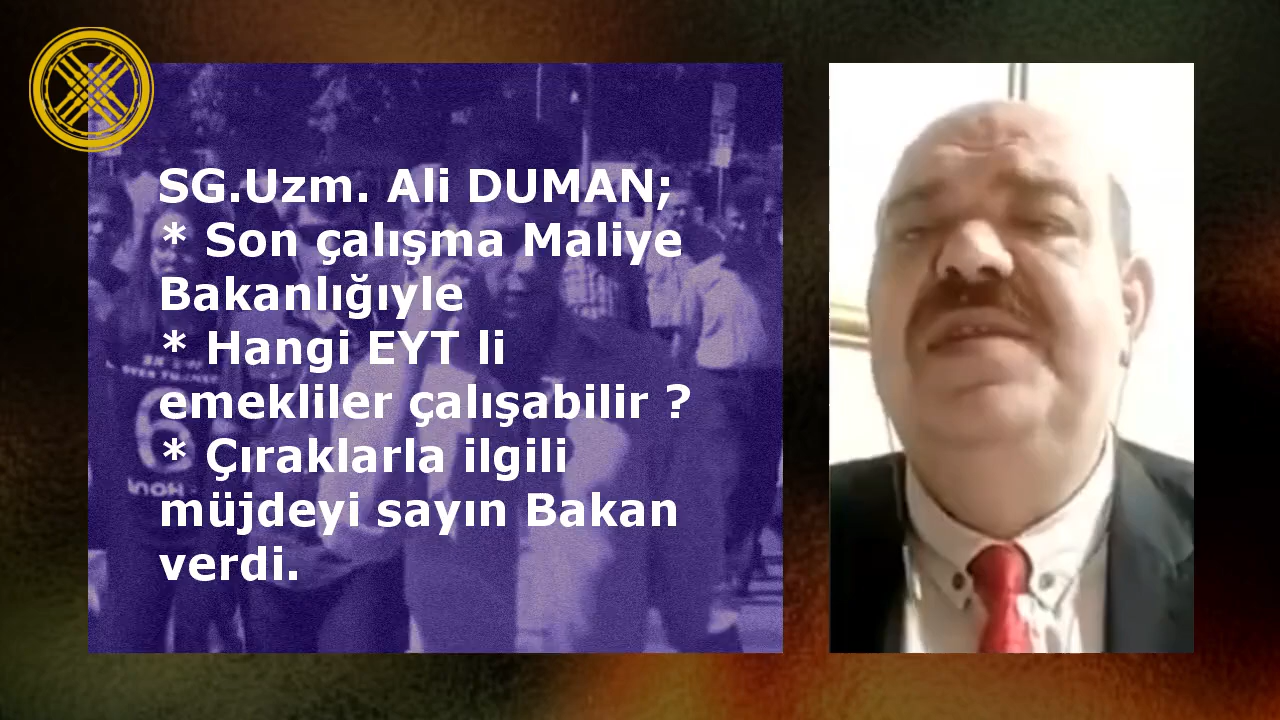 SG.Uzm. Ali DUMAN;
* Son çalışma Maliye
Bakanlığıyle
* Hangi EYT li
emekliler çalışabilir ?
* Çıraklarla ilgili
müjdeyi sayın Bakan
verdi.
6